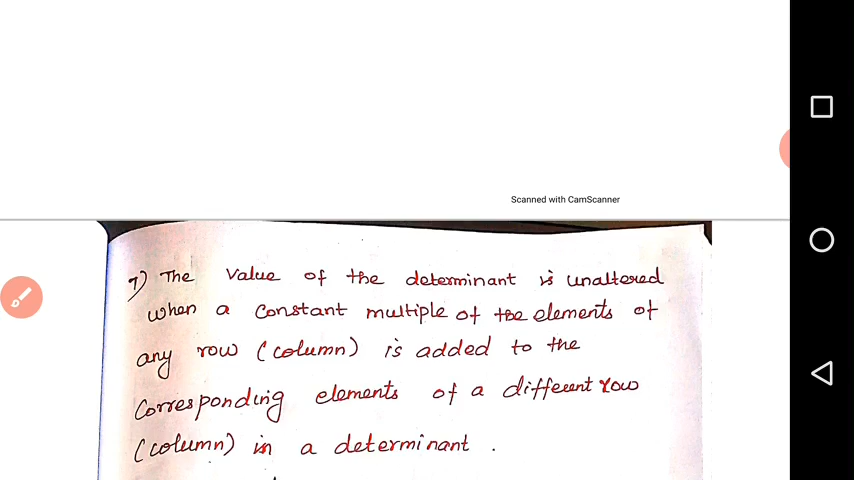 Scanned with CamScanner
7) The value of the determinant is unaltered
when a constant multiple of the elements of
any row (column) is added to the
corresponding elements of a different row
(column) in a determinant.